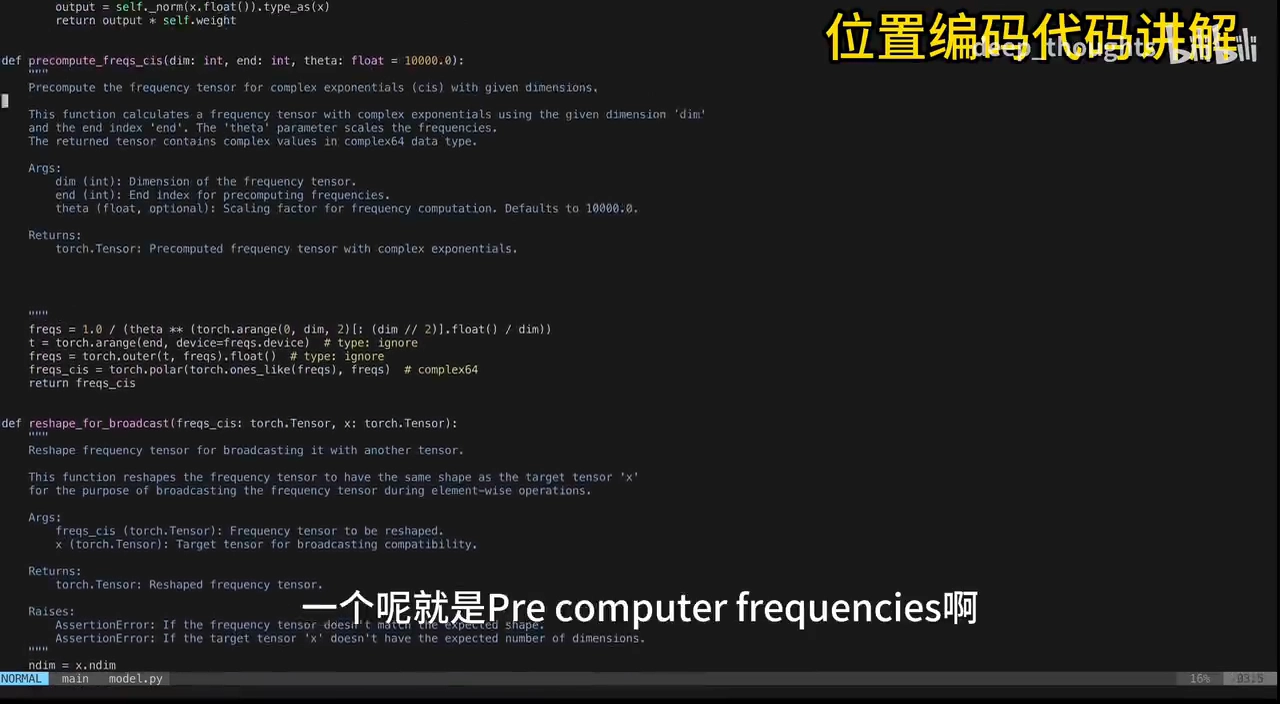 output = self._norm(x.float()).type_as(x)
return output * self.weight
位置编码代码讲解
deep_thoughts bilibili
def precompute_freqs_cis(dim: int, end: int, theta: float = 10000.0):
"""
Precompute the frequency tensor for complex exponentials (cis) with given dimensions.
This function calculates a frequency tensor with complex exponentials using the given dimension 'dim'
and the end index 'end'. The 'theta' parameter scales the frequencies.
The returned tensor contains complex values in complex64 data type.
Args:
dim (int): Dimension of the frequency tensor.
end (int): End index for precomputing frequencies.
theta (float, optional): Scaling factor for frequency computation. Defaults to 10000.0.
Returns:
torch.Tensor: Precomputed frequency tensor with complex exponentials.
"""
freqs = 1.0 / (theta ** (torch.arange(0, dim, 2)[: (dim // 2)].float() / dim))
t = torch.arange(end, device=freqs.device)  # type: ignore
freqs = torch.outer(t, freqs).float()  # type: ignore
freqs_cis = torch.polar(torch.ones_like(freqs), freqs)  # complex64
return freqs_cis
def reshape_for_broadcast(freqs_cis: torch.Tensor, x: torch.Tensor):
"""
Reshape frequency tensor for broadcasting it with another tensor.
This function reshapes the frequency tensor to have the same shape as the target tensor 'x'
for the purpose of broadcasting the frequency tensor during element-wise operations.
Args:
freqs_cis (torch.Tensor): Frequency tensor to be reshaped.
x (torch.Tensor): Target tensor for broadcasting compatibility.
Returns:
torch.Tensor: Reshaped frequency tensor.
一个呢就是Pre computer frequencies啊
Raises:
AssertionError: If the frequency tensor doesn't match the expected shape.
AssertionError: If the target tensor 'x' doesn't have the expected number of dimensions.
"""
ndim = x.ndim
NORMAL main model.py 16% 93:5